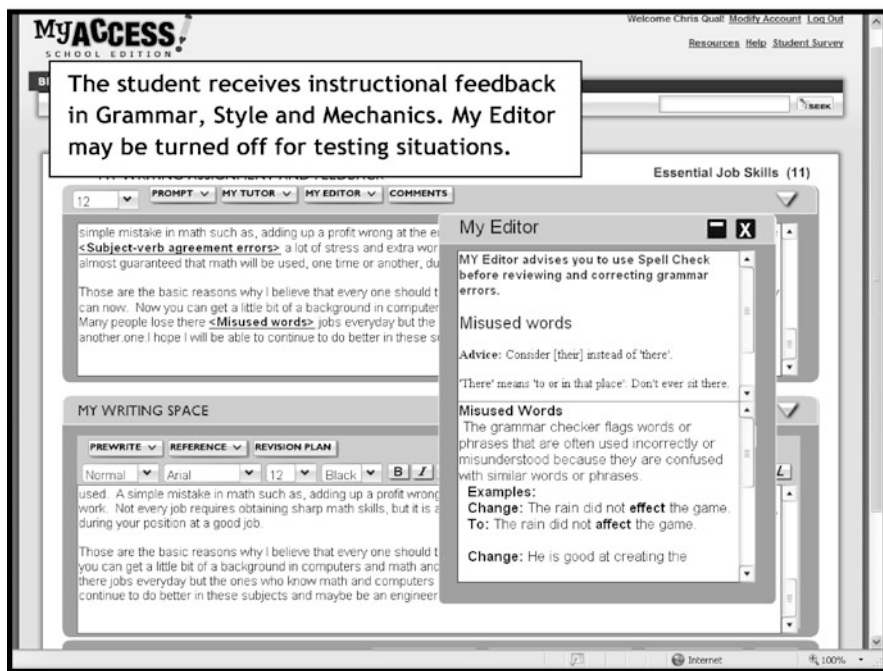 Welcome Chris Qual! Modify Account Log Out
MyACCESS!
SCHOOL EDITION
Resources Help Student Survey
The student receives instructional feedback
in Grammar, Style and Mechanics. My Editor
may be turned off for testing situations.
SEEK
MY WRITING ASSIGNMENT AND FEEDBACK
Essential Job Skills (11)
12 PROMPT MY TUTOR MY EDITOR COMMENTS
simple mistake in math such as, adding up a profit wrong at the
<Subject-verb agreement errors> a lot of stress and extra
almost guaranteed that math will be used, one time or another,
Those are the basic reasons why I believe that every one should
can now. Now you can get a little bit of a background in computer
Many people lose there <Misused words> jobs everyday but the
another.one.I hope I will be able to continue to do better in these
My Editor
MY Editor advises you to use Spell Check
before reviewing and correcting grammar
errors.
Misused words
Advice: Consider [their] instead of 'there'.
'There' means 'to or in that place'. Don't ever sit there.
Misused Words
The grammar checker flags words or
phrases that are often used incorrectly or
misunderstood because they are confused
with similar words or phrases.
Examples:
Change: The rain did not effect the game.
To: The rain did not affect the game.
Change: He is good at creating the
MY WRITING SPACE
PREWRITE REFERENCE REVISION PLAN
Normal Arial 12 Black B I L
used. A simple mistake in math such as, adding up a profit wrong
work. Not every job requires obtaining sharp math skills, but it is a
during your position at a good job.
Those are the basic reasons why I believe that every one should
you can get a little bit of a background in computers and math and
there jobs everyday but the ones who know math and computers
continue to do better in these subjects and maybe be an engineer
Internet 100%